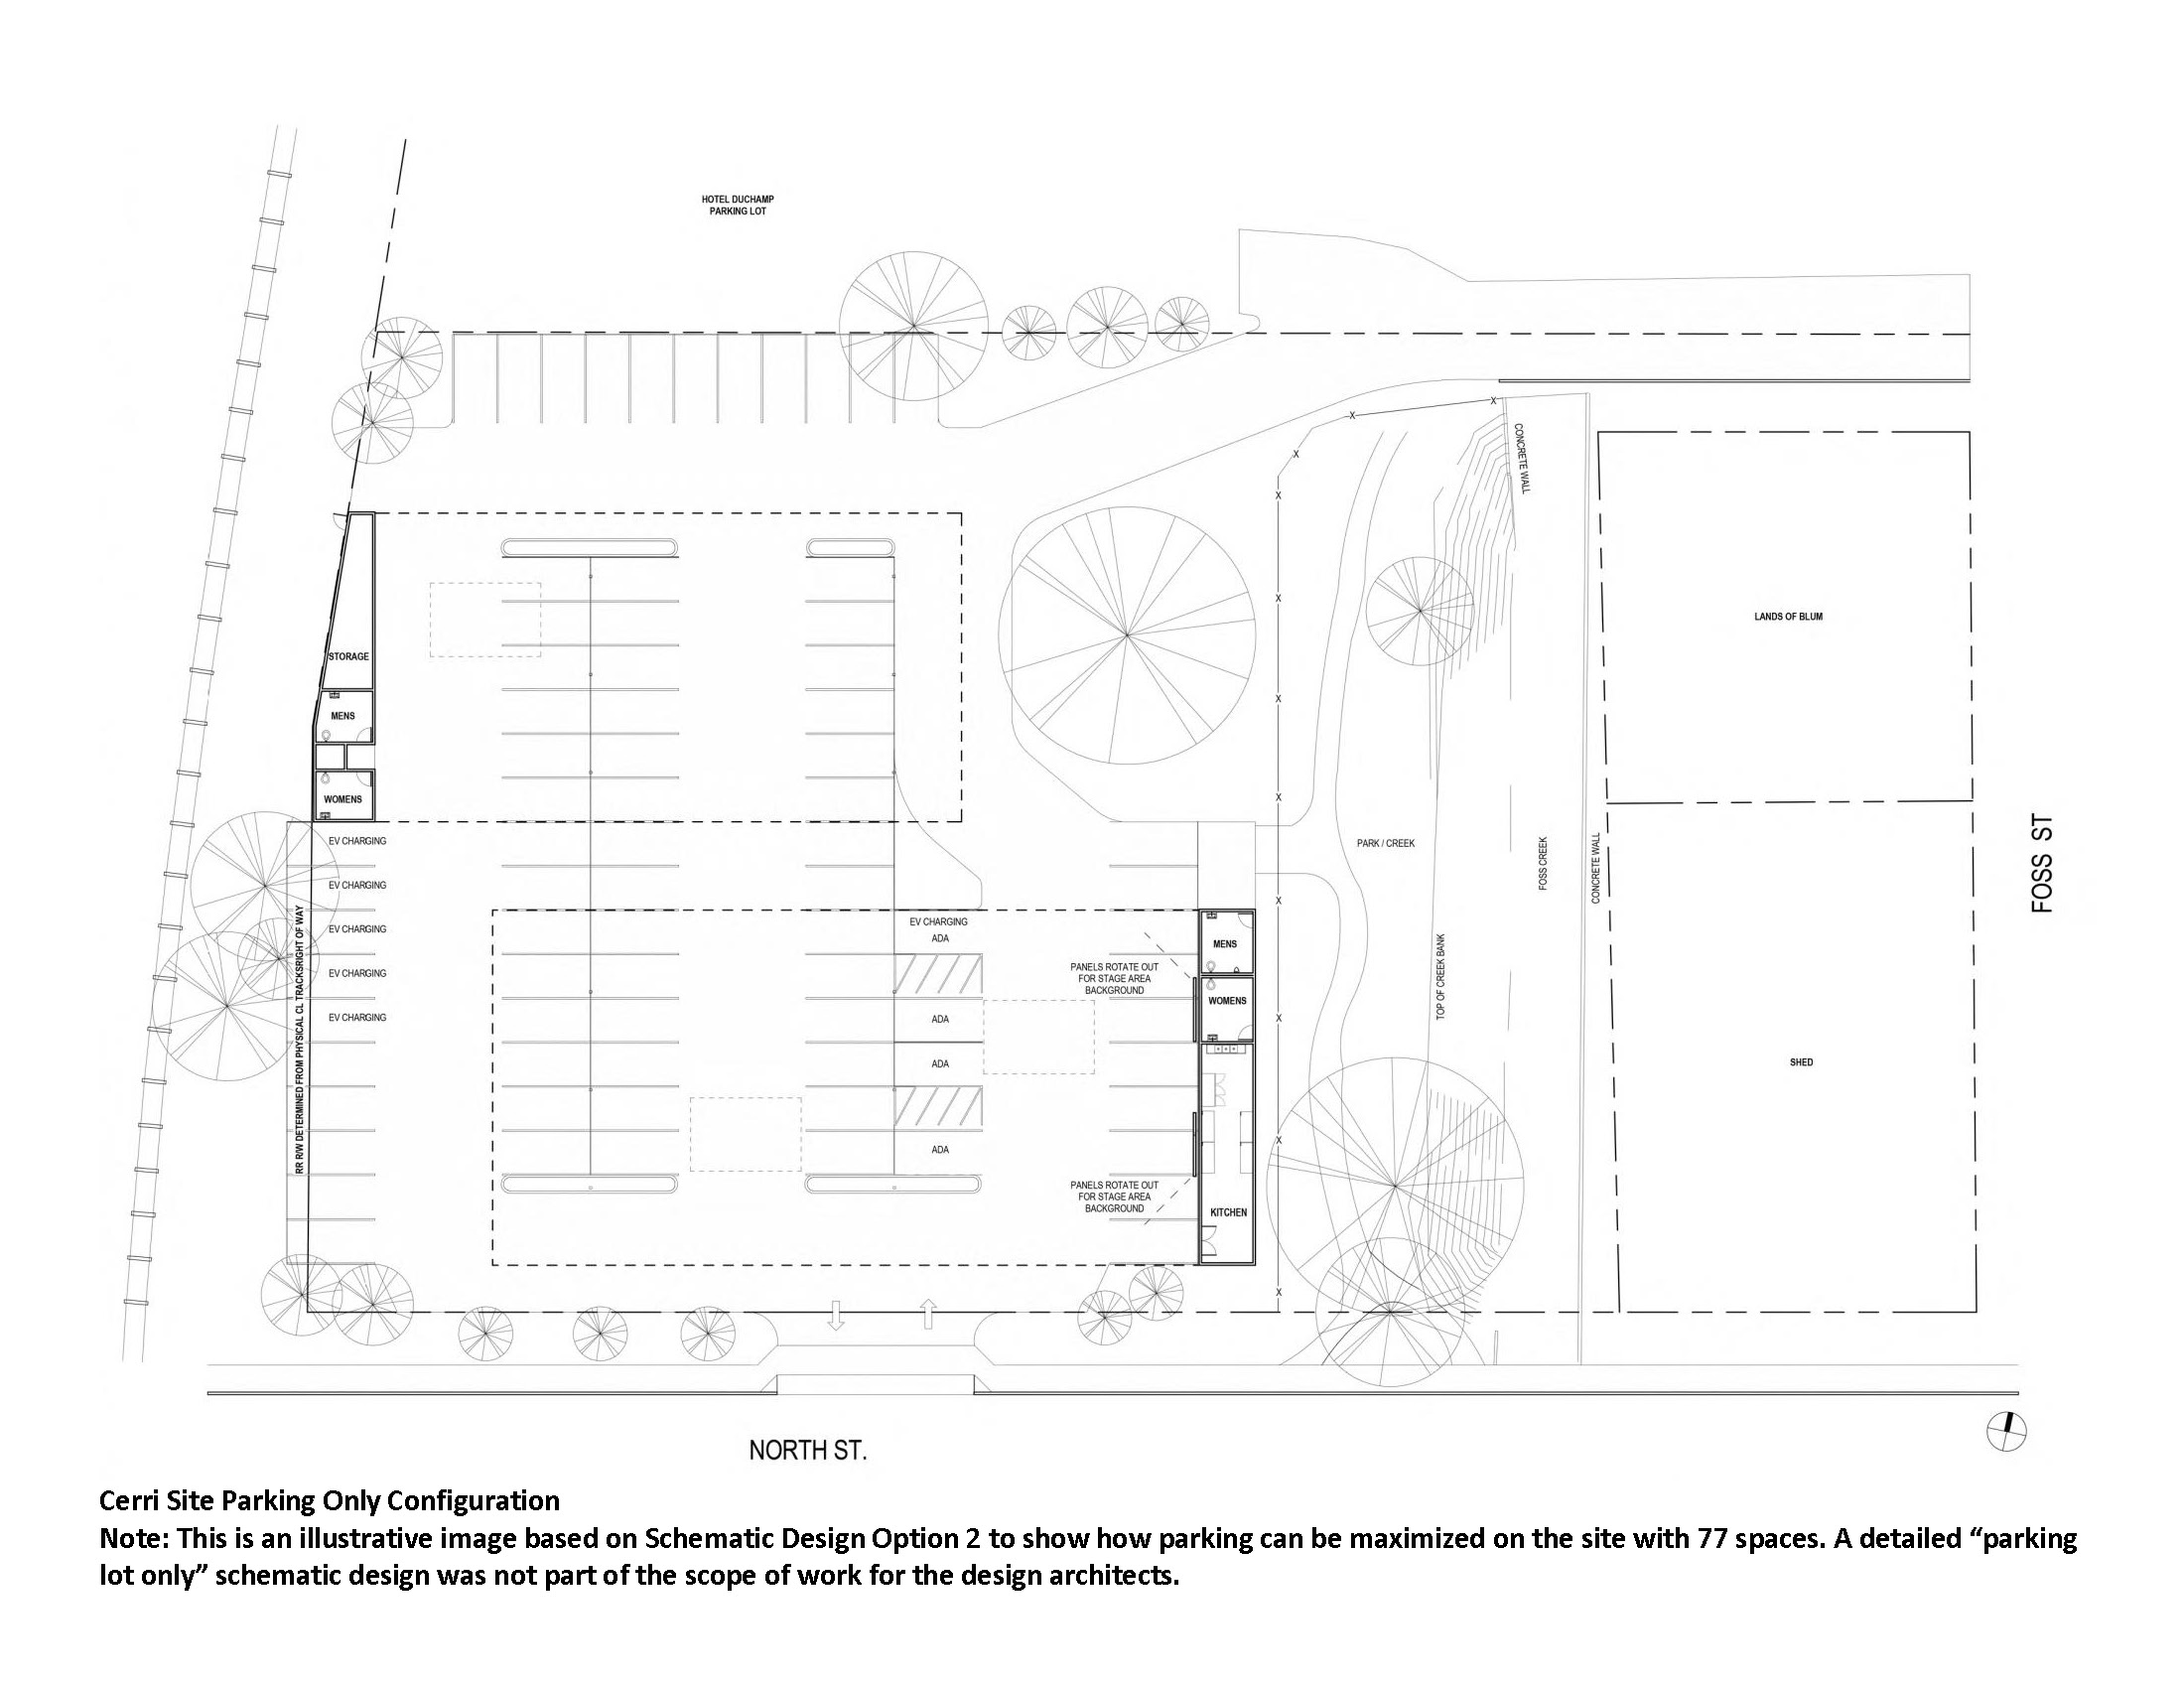 HOTEL DUCHAMP
PARKING LOT
CONCRETE WALL
LANDS OF BLUM
STORAGE
MENS
WOMENS
EV CHARGING
EV CHARGING
EV CHARGING
EV CHARGING
EV CHARGING
RR R/W DETERMINED FROM PHYSICAL CL TRACKSRIGHT OF WAY
EV CHARGING
ADA
ADA
ADA
ADA
PANELS ROTATE OUT
FOR STAGE AREA
BACKGROUND
PANELS ROTATE OUT
FOR STAGE AREA
BACKGROUND
MENS
WOMENS
KITCHEN
X
X
X
X
X
X
X
X
X
X
X
X
PARK / CREEK
TOP OF CREEK BANK
FOSS CREEK
CONCRETE WALL
SHED
FOSS ST
NORTH ST.
Cerri Site Parking Only Configuration
Note: This is an illustrative image based on Schematic Design Option 2 to show how parking can be maximized on the site with 77 spaces. A detailed “parking
lot only” schematic design was not part of the scope of work for the design architects.